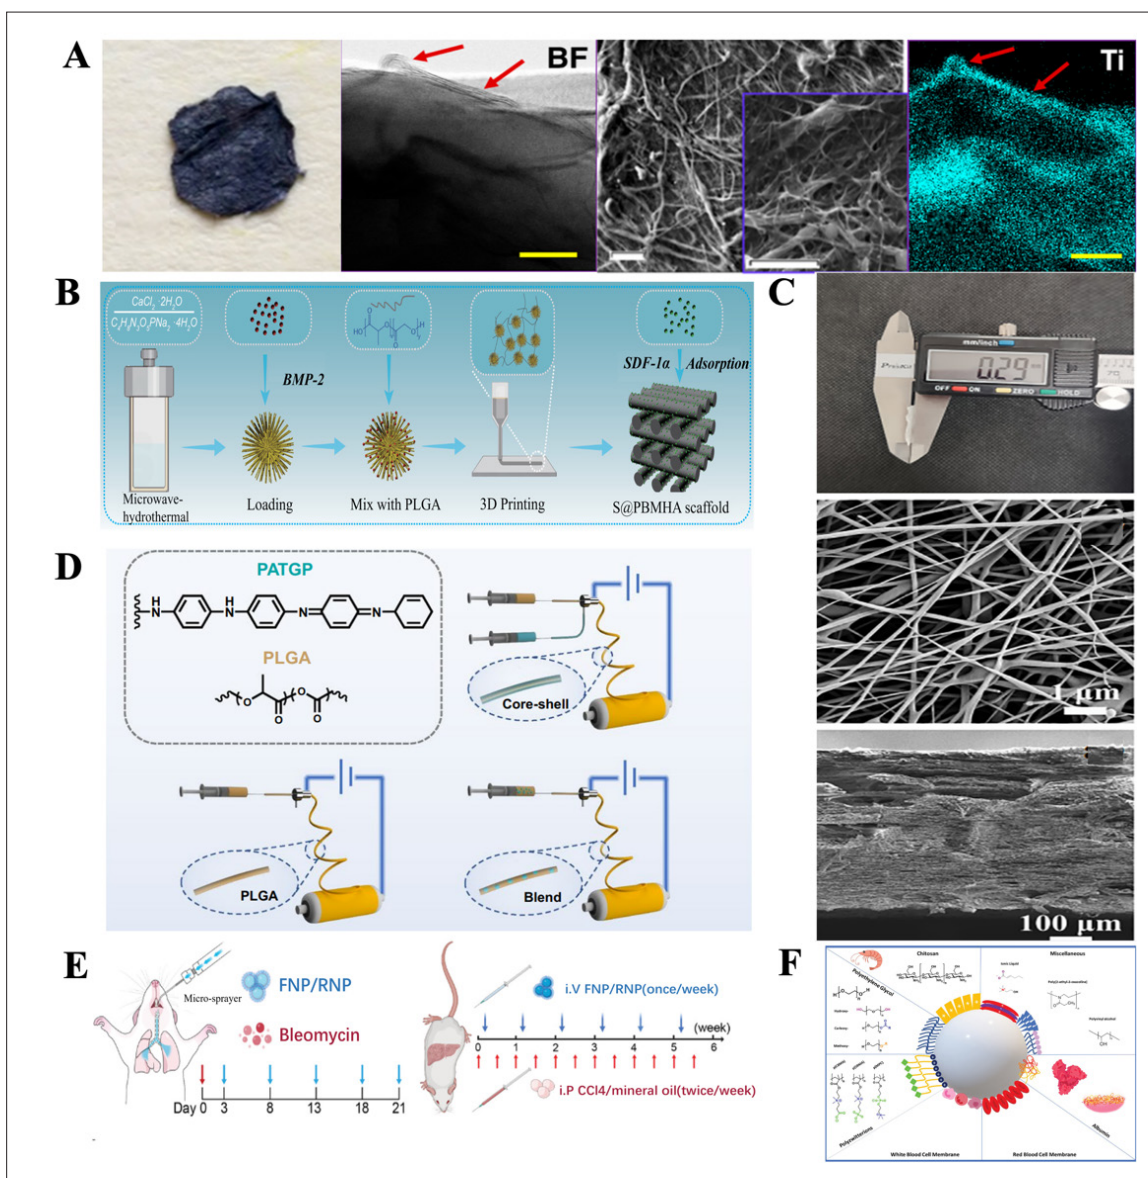 A
BF
Ti
B
CaCl₂ ·2H₂O
BMP-2
SDF-1α Adsorption
Microwave-
hydrothermal
Loading
Mix with PLGA
3D Printing
S@PBMHA scaffold
C
mm/inch
0.29
OFF ON ZERO HOLD
1 μm
100 μm
D
PATGP
H
N
H
N
N
N
PLGA
O
O
O
O
Core-shell
PLGA
Blend
E
Micro-sprayer
FNP/RNP
Bleomycin
Day 0 3 8 13 18 21
i.V FNP/RNP(once/week)
(week)
0 1 2 3 4 5 6
i.P CCl4/mineral oil(twice/week)
F
Chitosan
Miscellaneous
Polyethylene Glycol
Polyzwitterions
Albumin
White Blood Cell Membrane
Red Blood Cell Membrane